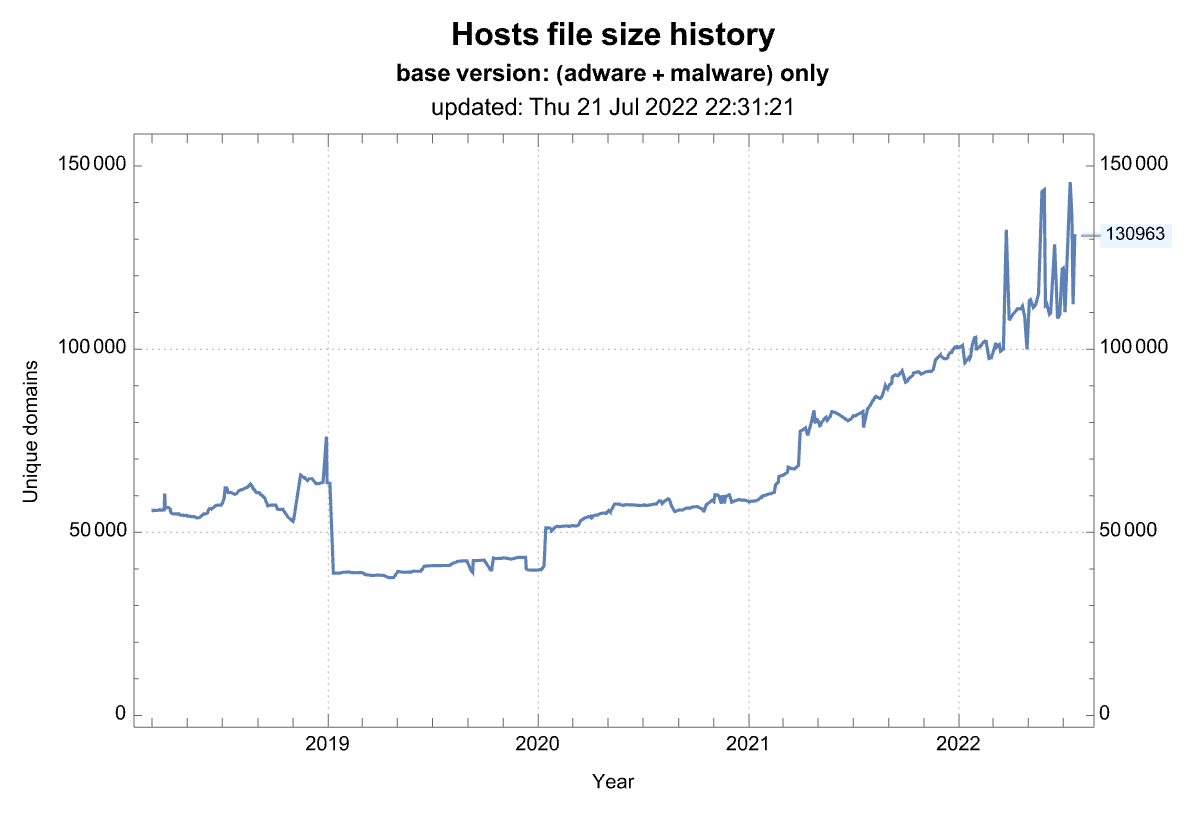 Hosts file size history
base version: (adware + malware) only
updated: Thu 21 Jul 2022 22:31:21
150 000
150 000
130963
100 000
100 000
Unique domains
50 000
50 000
0
0
2019
2020
2021
2022
Year